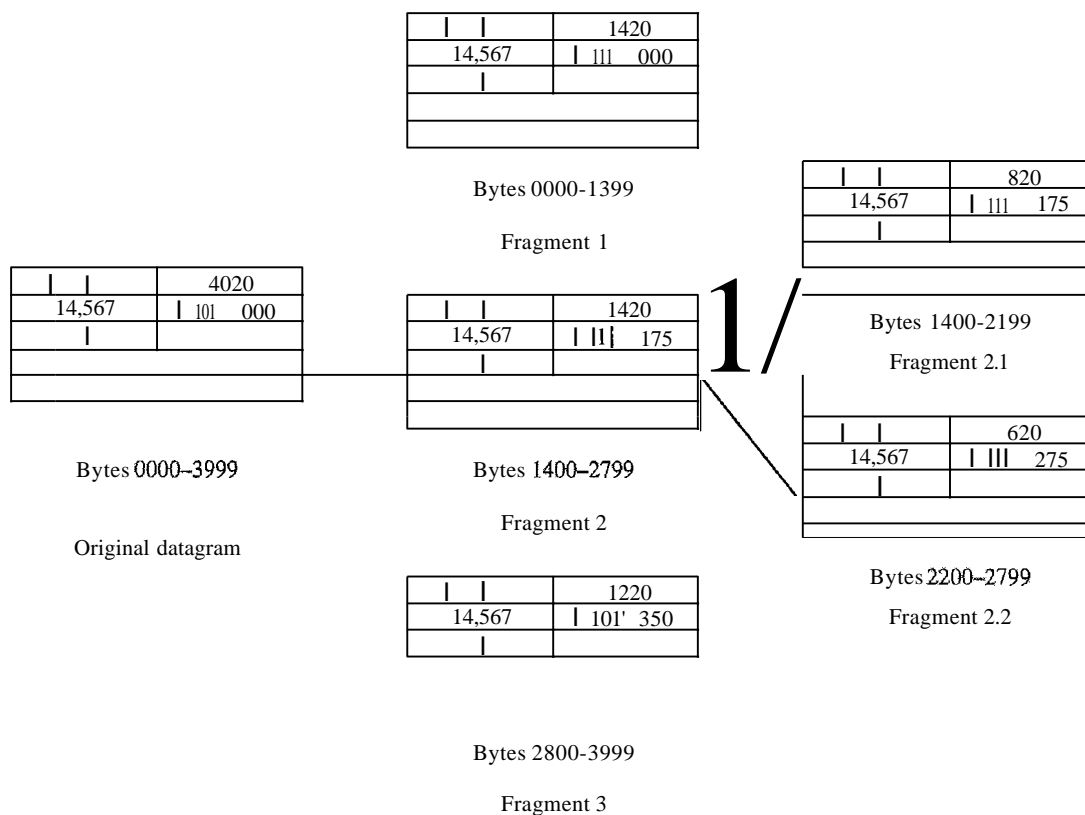 1420
14,567 111 000
Bytes 0000-1399
Fragment 1
4020
14,567 101 000
Bytes 0000–3999
Original datagram
1420
14,567 175
Bytes 1400–2799
Fragment 2
1220
14,567 101' 350
Bytes 2800-3999
Fragment 3
820
14,567 111 175
Bytes 1400-2199
Fragment 2.1
620
14,567 275
Bytes 2200–2799
Fragment 2.2